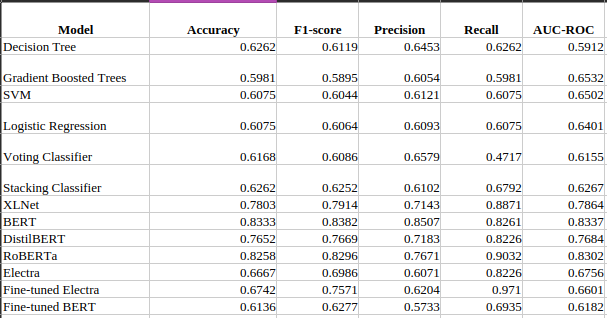 Model Accuracy F1-score Precision Recall AUC-ROC
Decision Tree 0.6262 0.6119 0.6453 0.6262 0.5912
Gradient Boosted Trees 0.5981 0.5895 0.6054 0.5981 0.6532
SVM 0.6075 0.6044 0.6121 0.6075 0.6502
Logistic Regression 0.6075 0.6064 0.6093 0.6075 0.6401
Voting Classifier 0.6168 0.6086 0.6579 0.4717 0.6155
Stacking Classifier 0.6262 0.6252 0.6102 0.6792 0.6267
XLNet 0.7803 0.7914 0.7143 0.8871 0.7864
BERT 0.8333 0.8382 0.8507 0.8261 0.8337
DistilBERT 0.7652 0.7669 0.7183 0.8226 0.7684
RoBERTa 0.8258 0.8296 0.7671 0.9032 0.8302
Electra 0.6667 0.6986 0.6071 0.8226 0.6756
Fine-tuned Electra 0.6742 0.7571 0.6204 0.971 0.6601
Fine-tuned BERT 0.6136 0.6277 0.5733 0.6935 0.6182